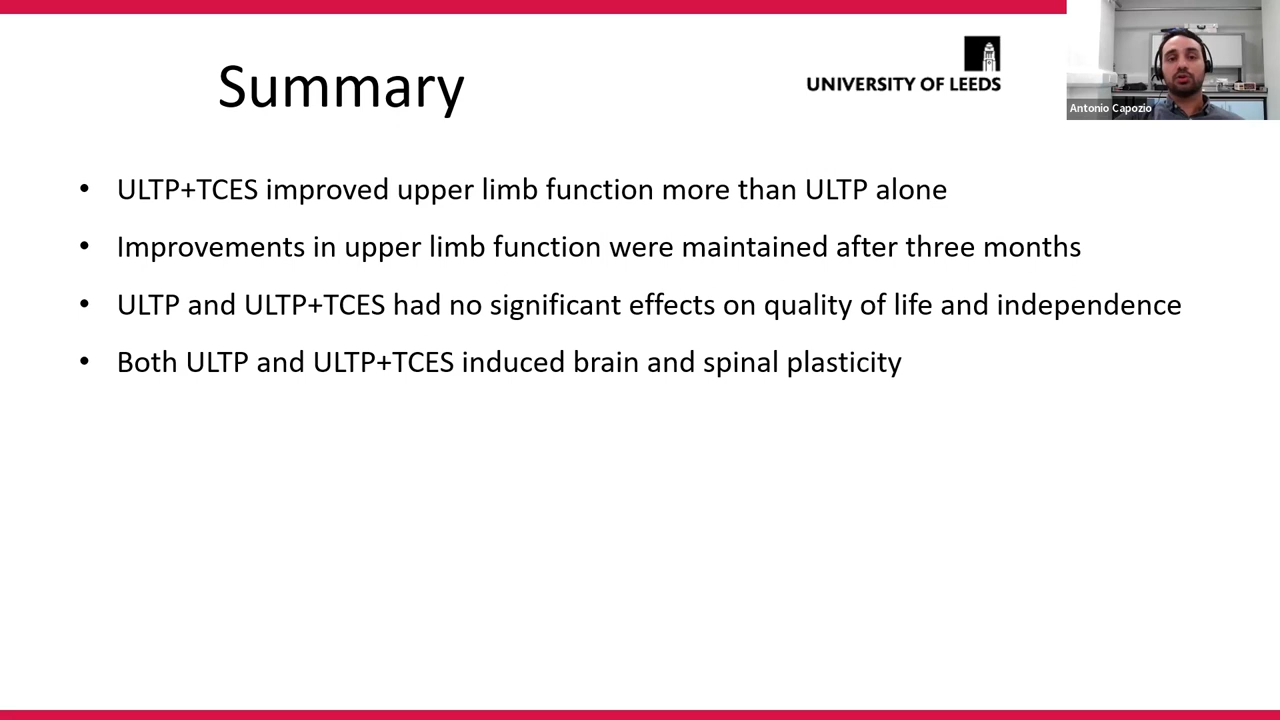 Summary
UNIVERSITY OF LEEDS
Antonio Capozio
• ULTP+TCES improved upper limb function more than ULTP alone
• Improvements in upper limb function were maintained after three months
• ULTP and ULTP+TCES had no significant effects on quality of life and independence
• Both ULTP and ULTP+TCES induced brain and spinal plasticity